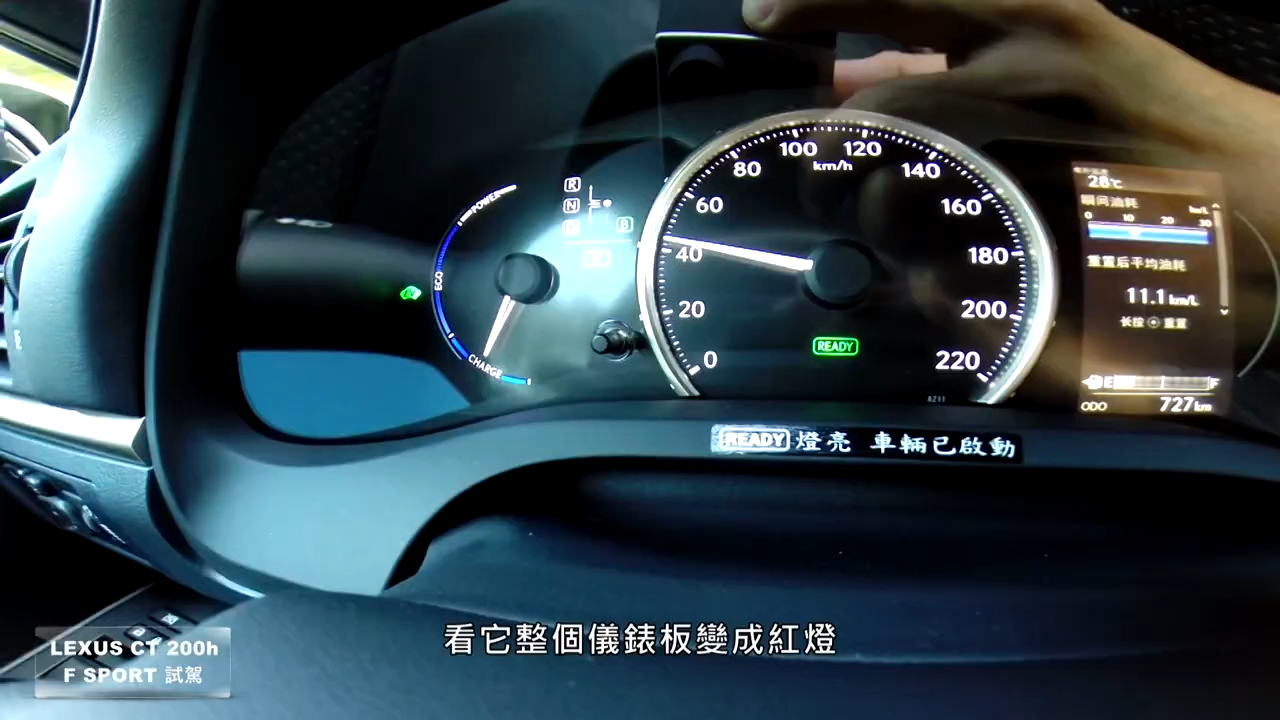 POWER
ECO
CHARGE
R
N
D
B
0
20
40
60
80
100
120
140
160
180
200
220
km/h
READY
28℃
瞬间油耗
km/L
0 10 20 30
重置后平均油耗
11.1 km/L
长按 重置
E F
ODO 727 km
READY 燈亮 車輛已啟動
看它整個儀錶板變成紅燈
LEXUS CT 200h
F SPORT 試駕